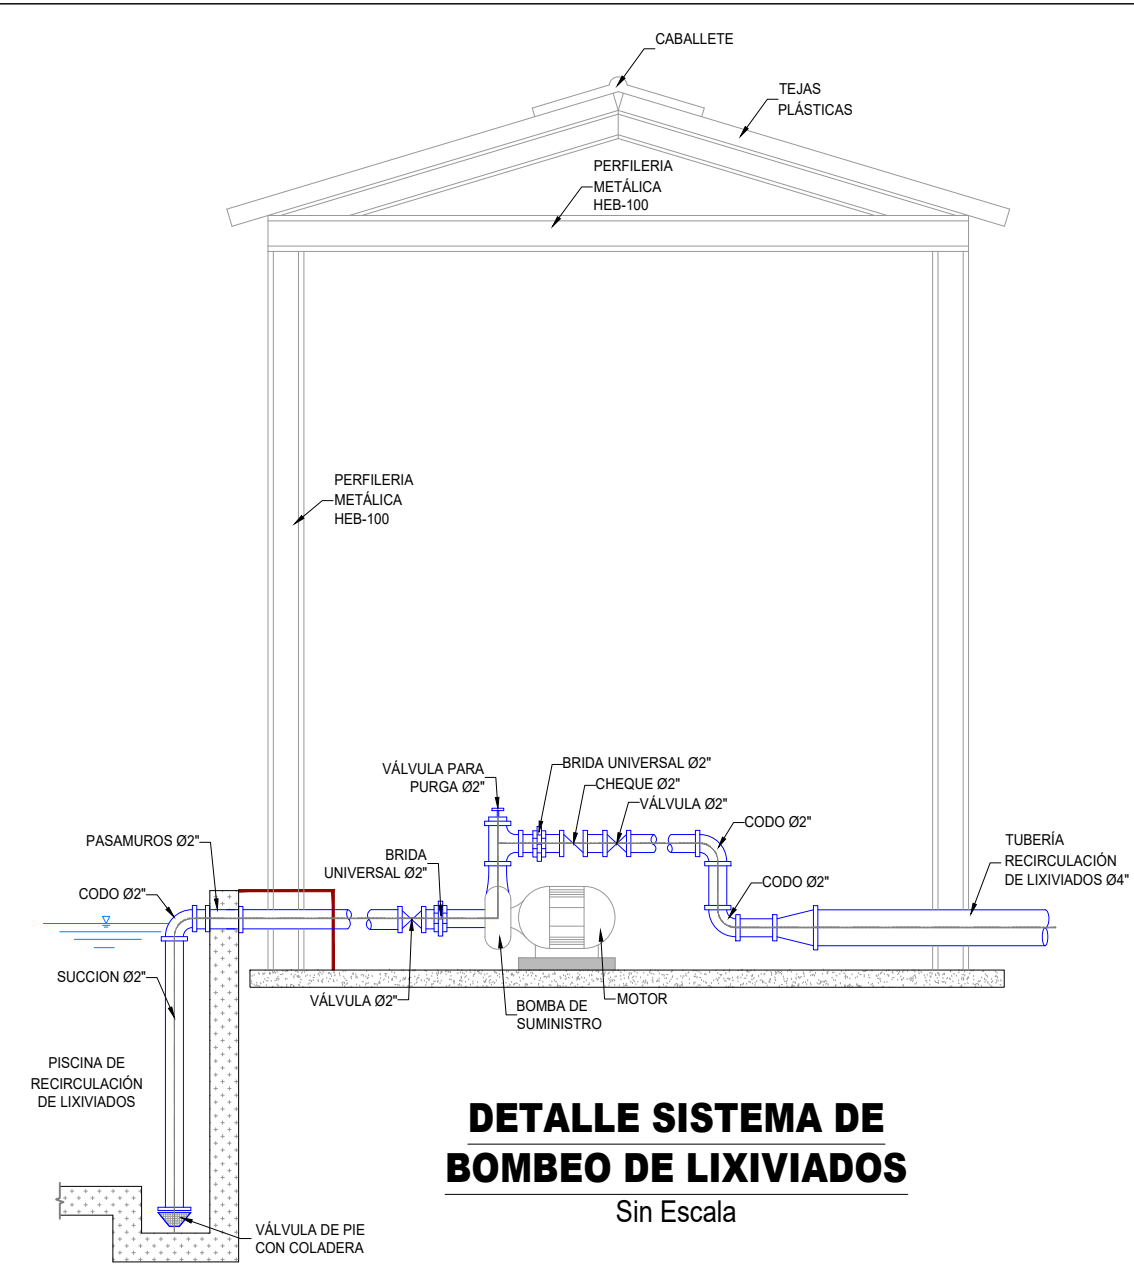 CABALLETE
TEJAS
PLÁSTICAS
PERFILERIA
METÁLICA
HEB-100
PERFILERIA
METÁLICA
HEB-100
VÁLVULA PARA
PURGA Ø2"
BRIDA UNIVERSAL Ø2"
CHEQUE Ø2"
VÁLVULA Ø2"
CODO Ø2"
PASAMUROS Ø2"
BRIDA
UNIVERSAL Ø2"
TUBERÍA
RECIRCULACIÓN
DE LIXIVIADOS Ø4"
CODO Ø2"
CODO Ø2"
SUCCION Ø2"
VÁLVULA Ø2"
BOMBA DE
SUMINISTRO
MOTOR
PISCINA DE
RECIRCULACIÓN
DE LIXIVIADOS
DETALLE SISTEMA DE
BOMBEO DE LIXIVIADOS
Sin Escala
VÁLVULA DE PIE
CON COLADERA